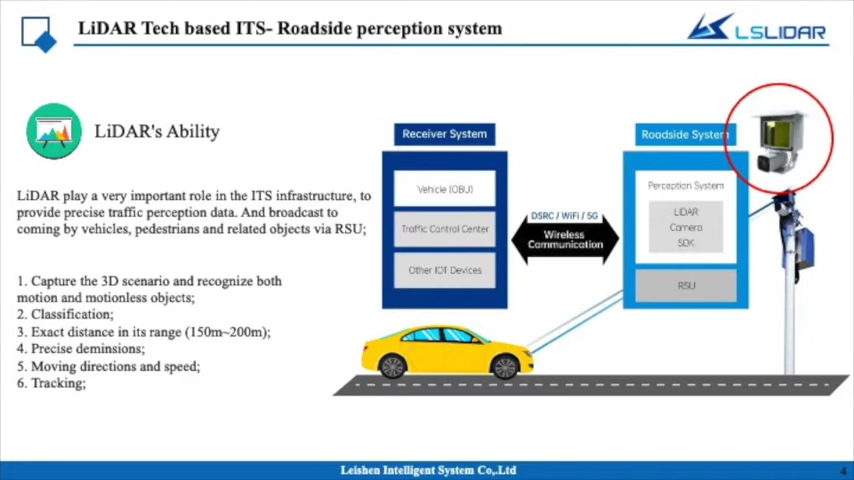 LiDAR Tech based ITS- Roadside perception system
LSLIDAR
LiDAR's Ability
LiDAR play a very important role in the ITS infrastructure, to
provide precise traffic perception data. And broadcast to
coming by vehicles, pedestrians and related objects via RSU;
1. Capture the 3D scenario and recognize both
motion and motionless objects;
2. Classification;
3. Exact distance in its range (150m~200m);
4. Precise deminsions;
5. Moving directions and speed;
6. Tracking;
Receiver System
Vehicle (OBU)
Traffic Control Center
Other IOT Devices
DSRC / WiFi / 5G
Wireless
Communication
Roadside System
Perception System
LiDAR
Camera
SDK
RSU
Leishen Intelligent System Co,.Ltd
4